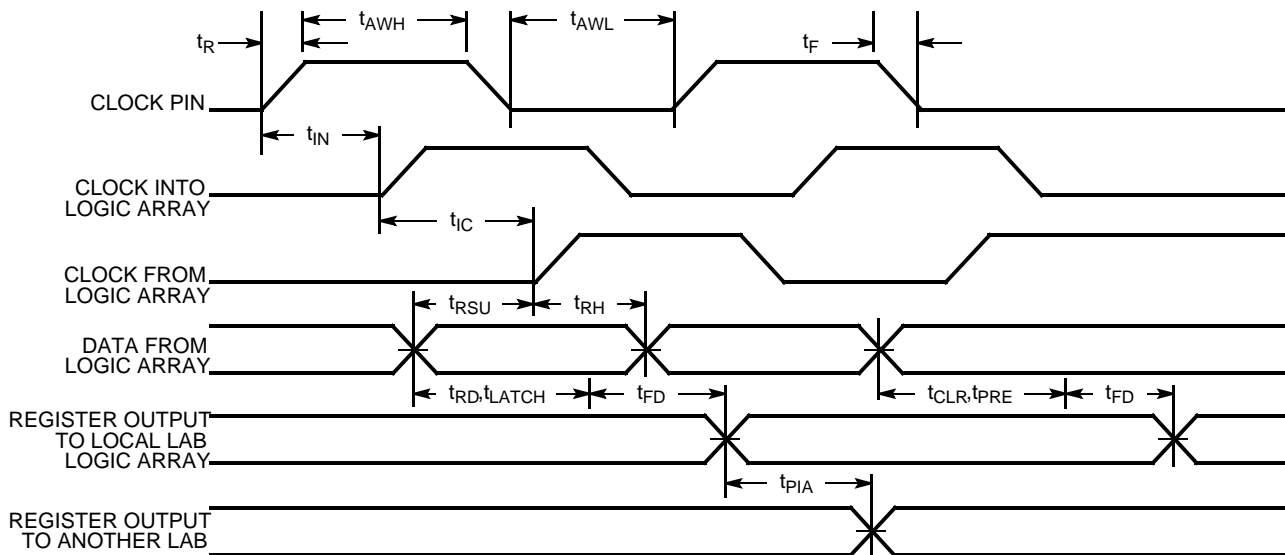 tAWH
tAWL
tR
tF
CLOCK PIN
tIN
CLOCK INTO
LOGIC ARRAY
tIC
CLOCK FROM
LOGIC ARRAY
tRSU
tRH
DATA FROM
LOGIC ARRAY
tRD,tLATCH
tFD
tCLR,tPRE
tFD
REGISTER OUTPUT
TO LOCAL LAB
LOGIC ARRAY
tPIA
REGISTER OUTPUT
TO ANOTHER LAB